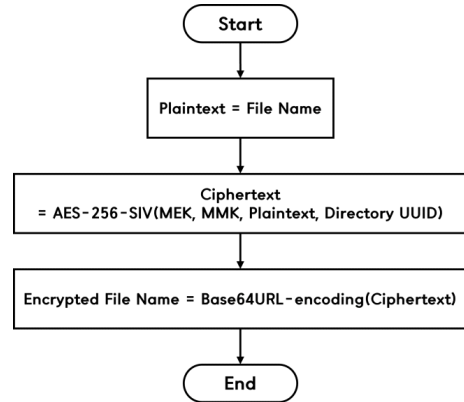 Start
Plaintext = File Name
Ciphertext
= AES-256-SIV(MEK, MMK, Plaintext, Directory UUID)
Encrypted File Name = Base64URL-encoding(Ciphertext)
End